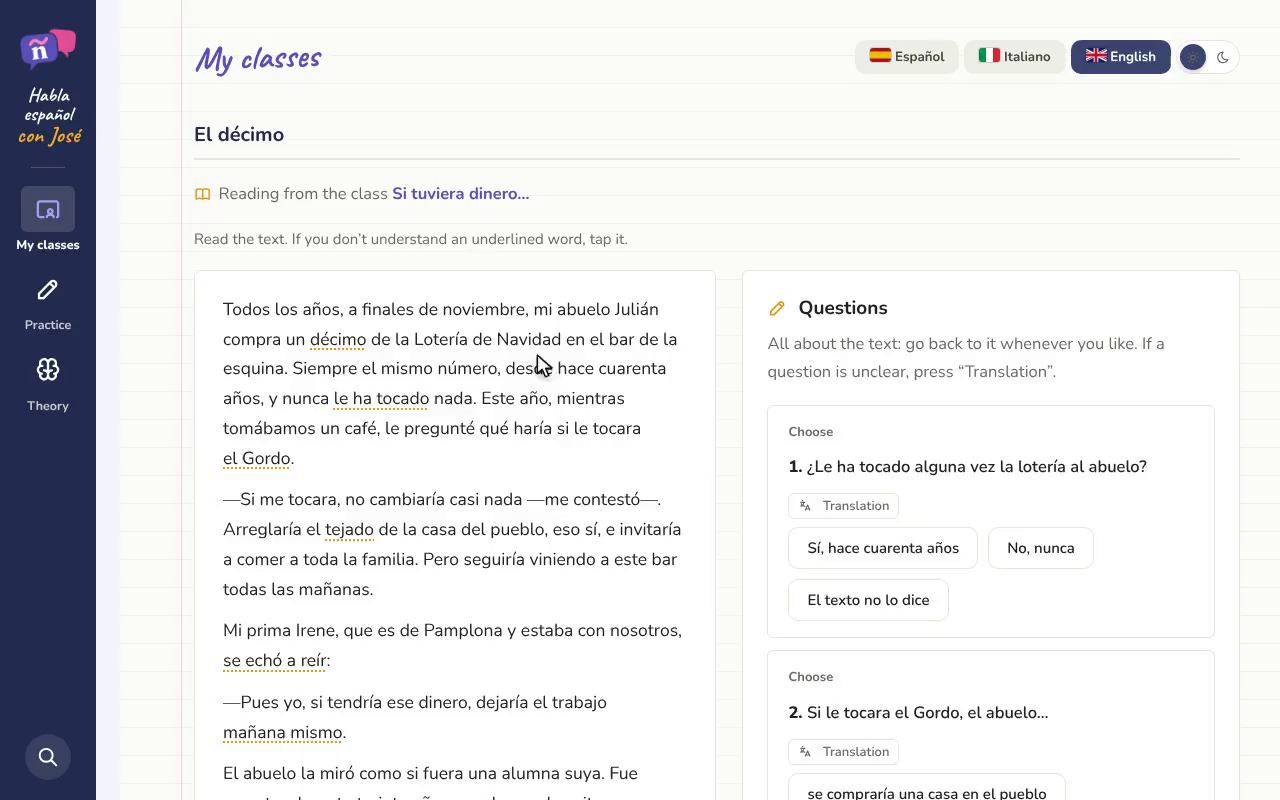 ñ
Habla
español
con José
My classes
Practice
Theory
My classes
Español
Italiano
English
El décimo
Reading from the class Si tuviera dinero…
Read the text. If you don’t understand an underlined word, tap it.
Todos los años, a finales de noviembre, mi abuelo Julián
compra un décimo de la Lotería de Navidad en el bar de la
esquina. Siempre el mismo número, desde hace cuarenta
años, y nunca le ha tocado nada. Este año, mientras
tomábamos un café, le pregunté qué haría si le tocara
el Gordo.
—Si me tocara, no cambiaría casi nada —me contestó—.
Arreglaría el tejado de la casa del pueblo, eso sí, e invitaría
a comer a toda la familia. Pero seguiría viniendo a este bar
todas las mañanas.
Mi prima Irene, que es de Pamplona y estaba con nosotros,
se echó a reír:
—Pues yo, si tendría ese dinero, dejaría el trabajo
mañana mismo.
El abuelo la miró como si fuera una alumna suya. Fue
Questions
All about the text: go back to it whenever you like. If a
question is unclear, press “Translation”.
Choose
1. ¿Le ha tocado alguna vez la lotería al abuelo?
Translation
Sí, hace cuarenta años
No, nunca
El texto no lo dice
Choose
2. Si le tocara el Gordo, el abuelo…
Translation
se compraría una casa en el pueblo